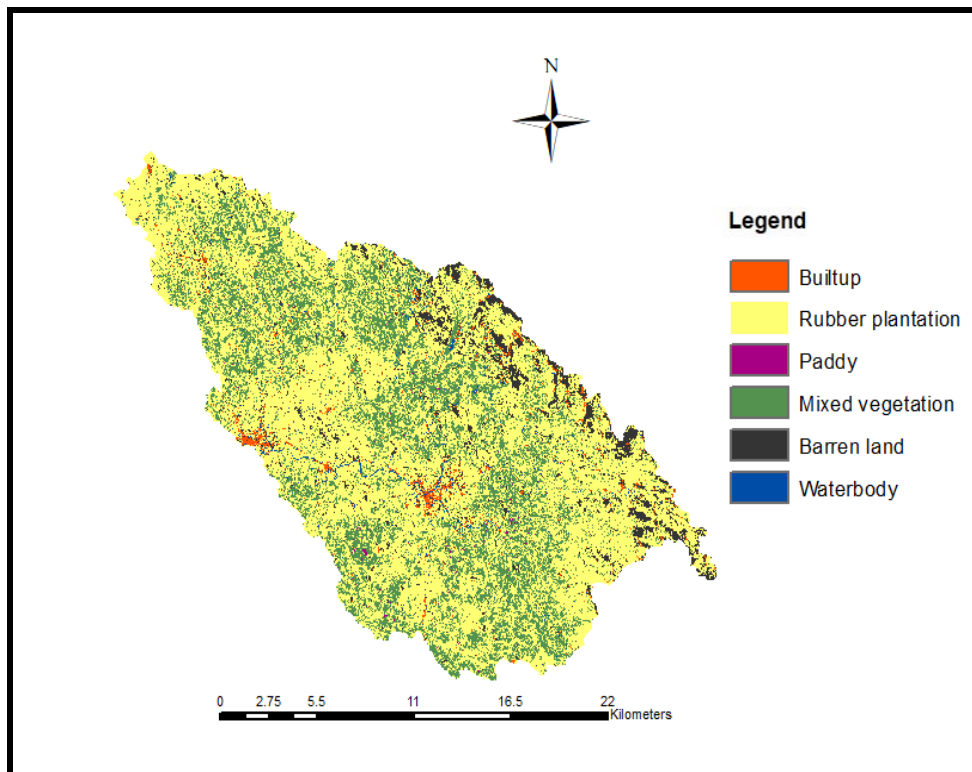 N
Legend
Builtup
Rubber plantation
Paddy
Mixed vegetation
Barren land
Waterbody
0 2.75 5.5 11 16.5 22
Kilometers